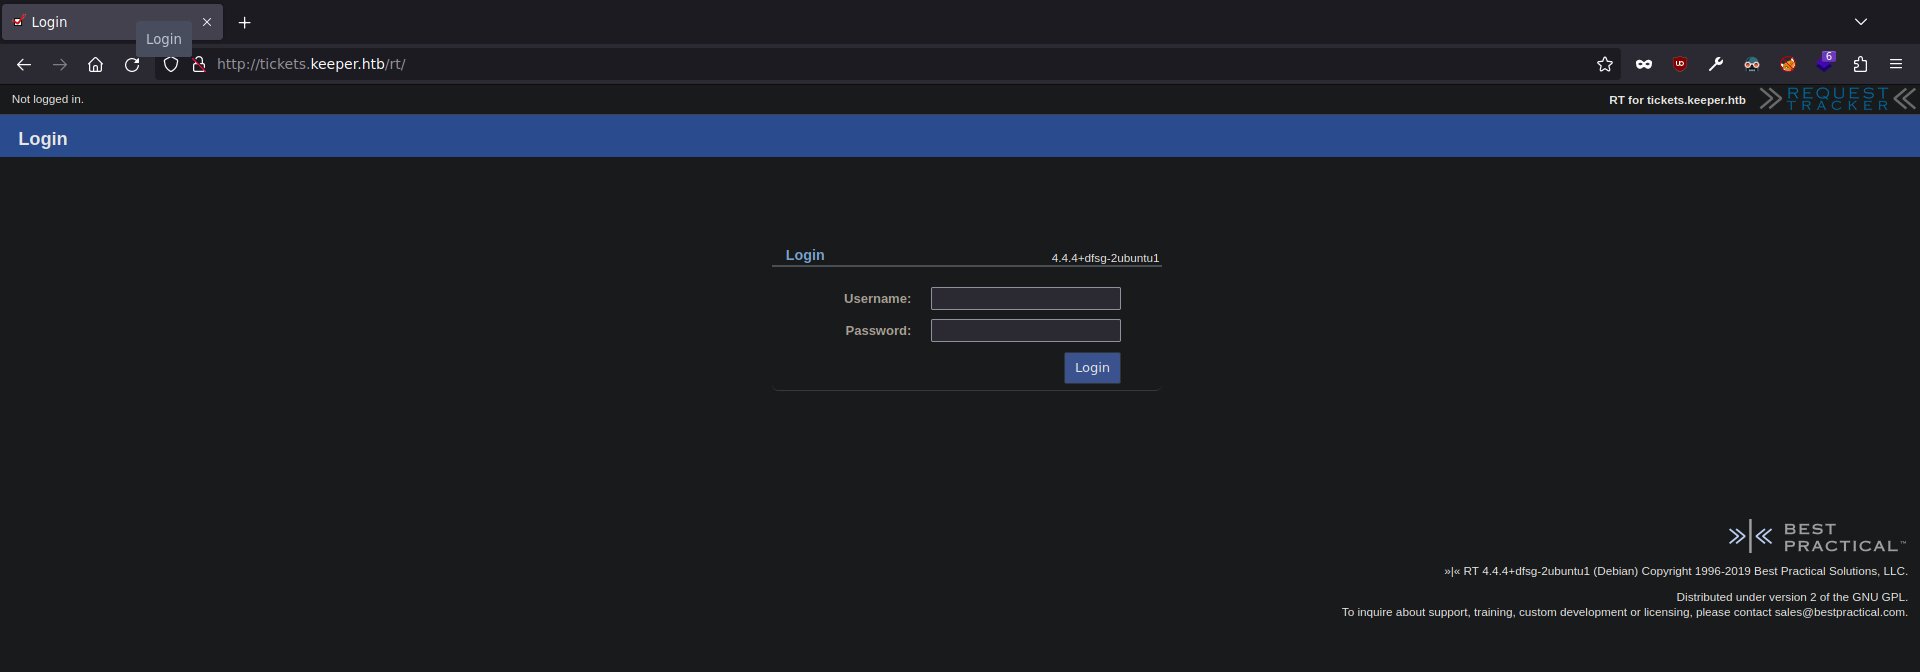 Login
Login
http://tickets.keeper.htb/rt/
6
Not logged in.
RT for tickets.keeper.htb
REQUEST
TRACKER
Login
Login
4.4.4+dfsg-2ubuntu1
Username:
Password:
Login
BEST
PRACTICAL™
»|« RT 4.4.4+dfsg-2ubuntu1 (Debian) Copyright 1996-2019 Best Practical Solutions, LLC.
Distributed under version 2 of the GNU GPL.
To inquire about support, training, custom development or licensing, please contact sales@bestpractical.com.